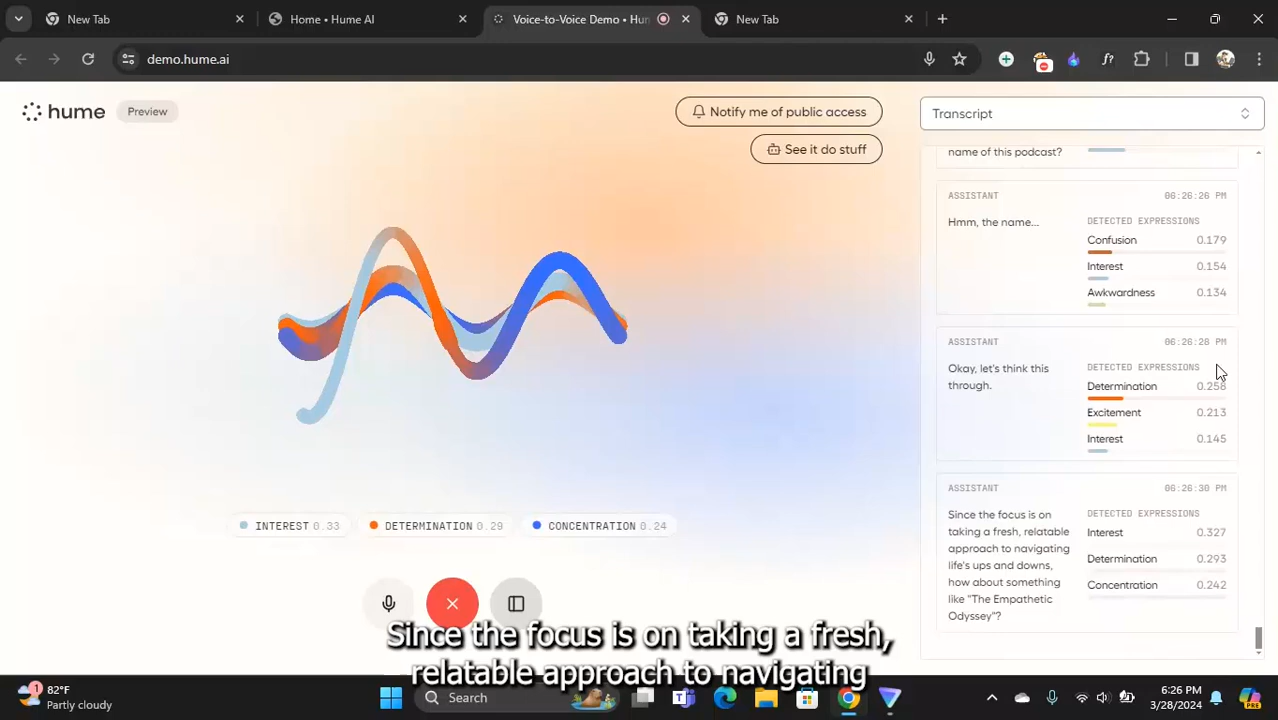 New Tab
Home • Hume AI
Voice-to-Voice Demo • Hum
New Tab
demo.hume.ai
hume
Preview
Notify me of public access
See it do stuff
Transcript
name of this podcast?
ASSISTANT 06:26:26 PM
Hmm, the name...
DETECTED EXPRESSIONS
Confusion 0.179
Interest 0.154
Awkwardness 0.134
ASSISTANT 06:26:28 PM
Okay, let's think this
through.
DETECTED EXPRESSIONS
Determination 0.258
Excitement 0.213
Interest 0.145
ASSISTANT 06:26:30 PM
Since the focus is on
taking a fresh, relatable
approach to navigating
life's ups and downs,
how about something
like "The Empathetic
Odyssey"?
DETECTED EXPRESSIONS
Interest 0.327
Determination 0.293
Concentration 0.242
INTEREST 0.33
DETERMINATION 0.29
CONCENTRATION 0.24
Since the focus is on taking a fresh,
relatable approach to navigating
1
82°F
Partly cloudy
Search
6:26 PM
3/28/2024
PRE